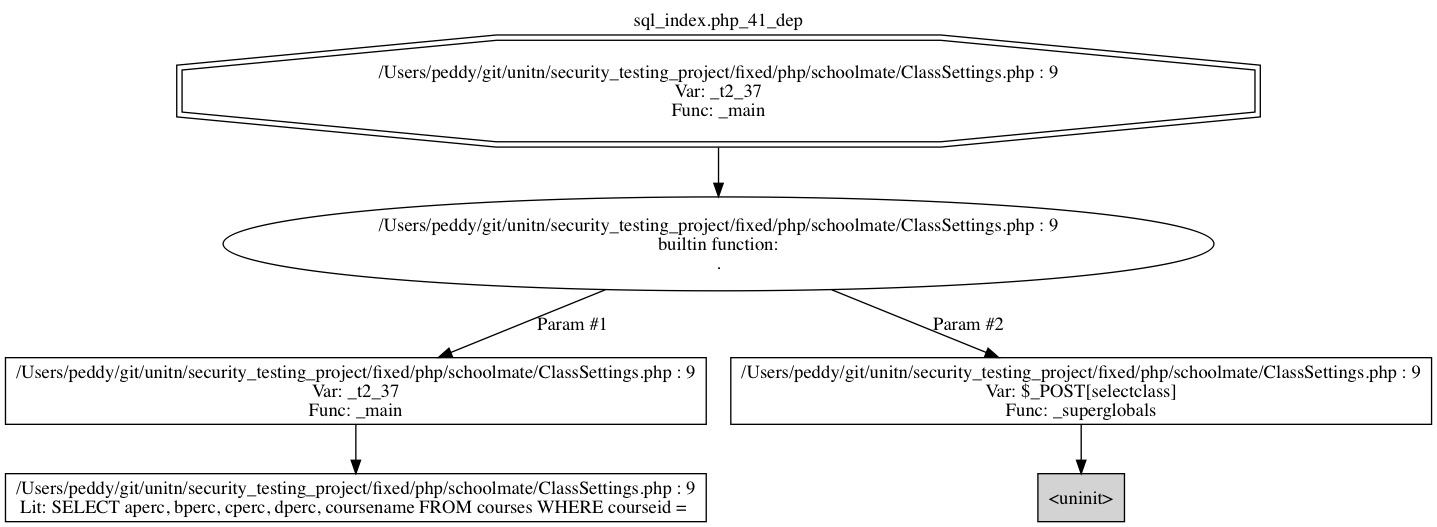 sql_index.php_41_dep
/Users/peddy/git/unitn/security_testing_project/fixed/php/schoolmate/ClassSettings.php : 9
Var: _t2_37
Func: _main
/Users/peddy/git/unitn/security_testing_project/fixed/php/schoolmate/ClassSettings.php : 9
builtin function:
.
Param #1
Param #2
/Users/peddy/git/unitn/security_testing_project/fixed/php/schoolmate/ClassSettings.php : 9
Var: _t2_37
Func: _main
/Users/peddy/git/unitn/security_testing_project/fixed/php/schoolmate/ClassSettings.php : 9
Var: $_POST[selectclass]
Func: _superglobals
/Users/peddy/git/unitn/security_testing_project/fixed/php/schoolmate/ClassSettings.php : 9
Lit: SELECT aperc, bperc, cperc, dperc, coursename FROM courses WHERE courseid =
<uninit>